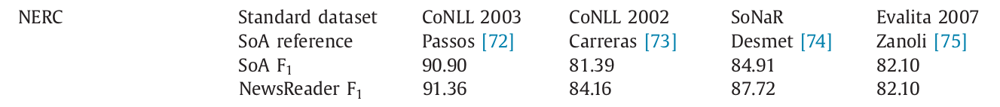 NERC Standard dataset CoNLL 2003 CoNLL 2002 SoNaR Evalita 2007
SoA reference Passos [72] Carreras [73] Desmet [74] Zanoli [75]
SoA F₁ 90.90 81.39 84.91 82.10
NewsReader F₁ 91.36 84.16 87.72 82.10